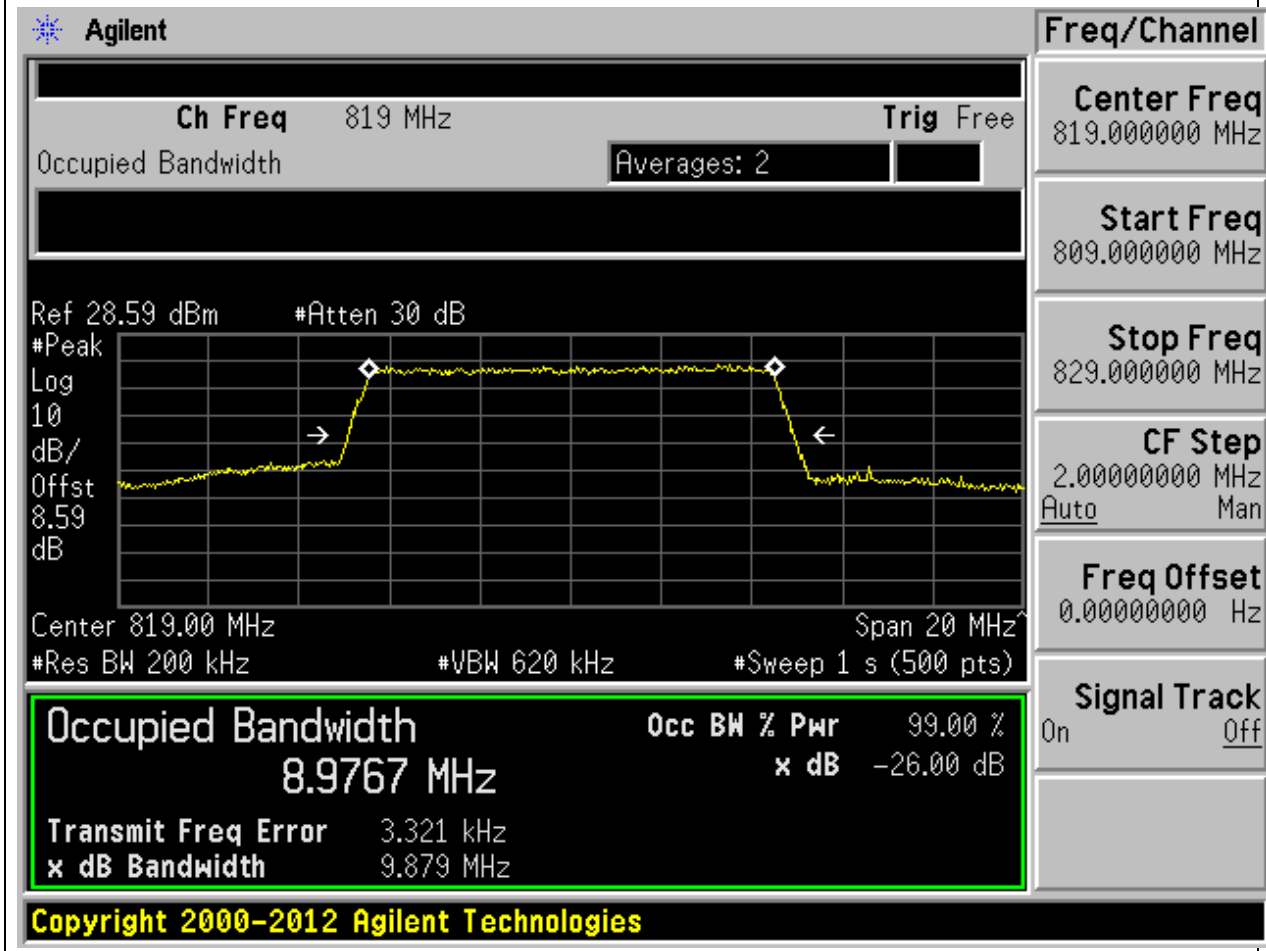 Agilent
Freq/Channel
Ch Freq 819 MHz Trig Free
Occupied Bandwidth Averages: 2
Ref 28.59 dBm #Atten 30 dB
#Peak
Log
10
dB/
Offst
8.59
dB
Center 819.00 MHz Span 20 MHz^
#Res BW 200 kHz #VBW 620 kHz #Sweep 1 s (500 pts)
Occupied Bandwidth Occ BW % Pwr 99.00 %
8.9767 MHz x dB -26.00 dB
Transmit Freq Error 3.321 kHz
x dB Bandwidth 9.879 MHz
Copyright 2000-2012 Agilent Technologies
Center Freq
819.000000 MHz
Start Freq
809.000000 MHz
Stop Freq
829.000000 MHz
CF Step
2.00000000 MHz
Auto Man
Freq Offset
0.00000000 Hz
Signal Track
On Off